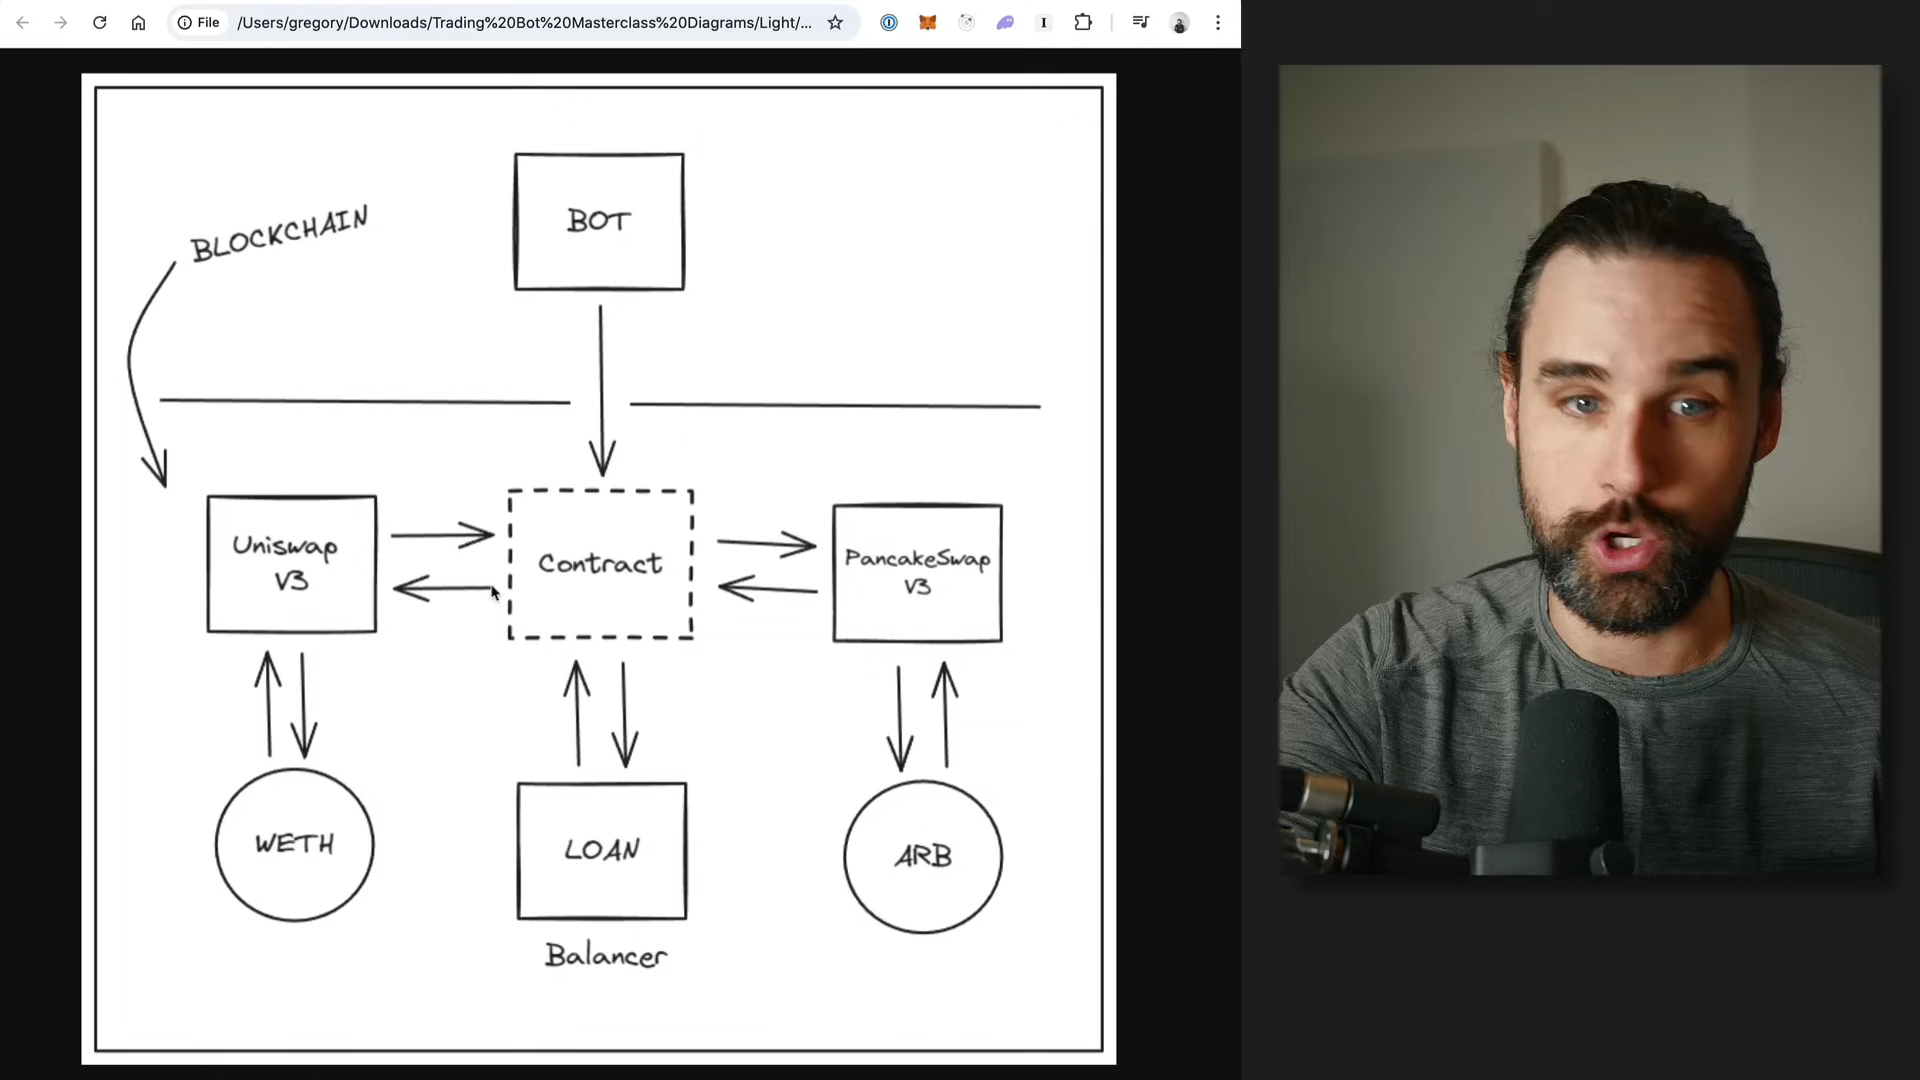 File
/Users/gregory/Downloads/Trading%20Bot%20Masterclass%20Diagrams/Light/...
BOT
BLOCKCHAIN
Uniswap
V3
Contract
PancakeSwap
V3
WETH
LOAN
ARB
Balancer